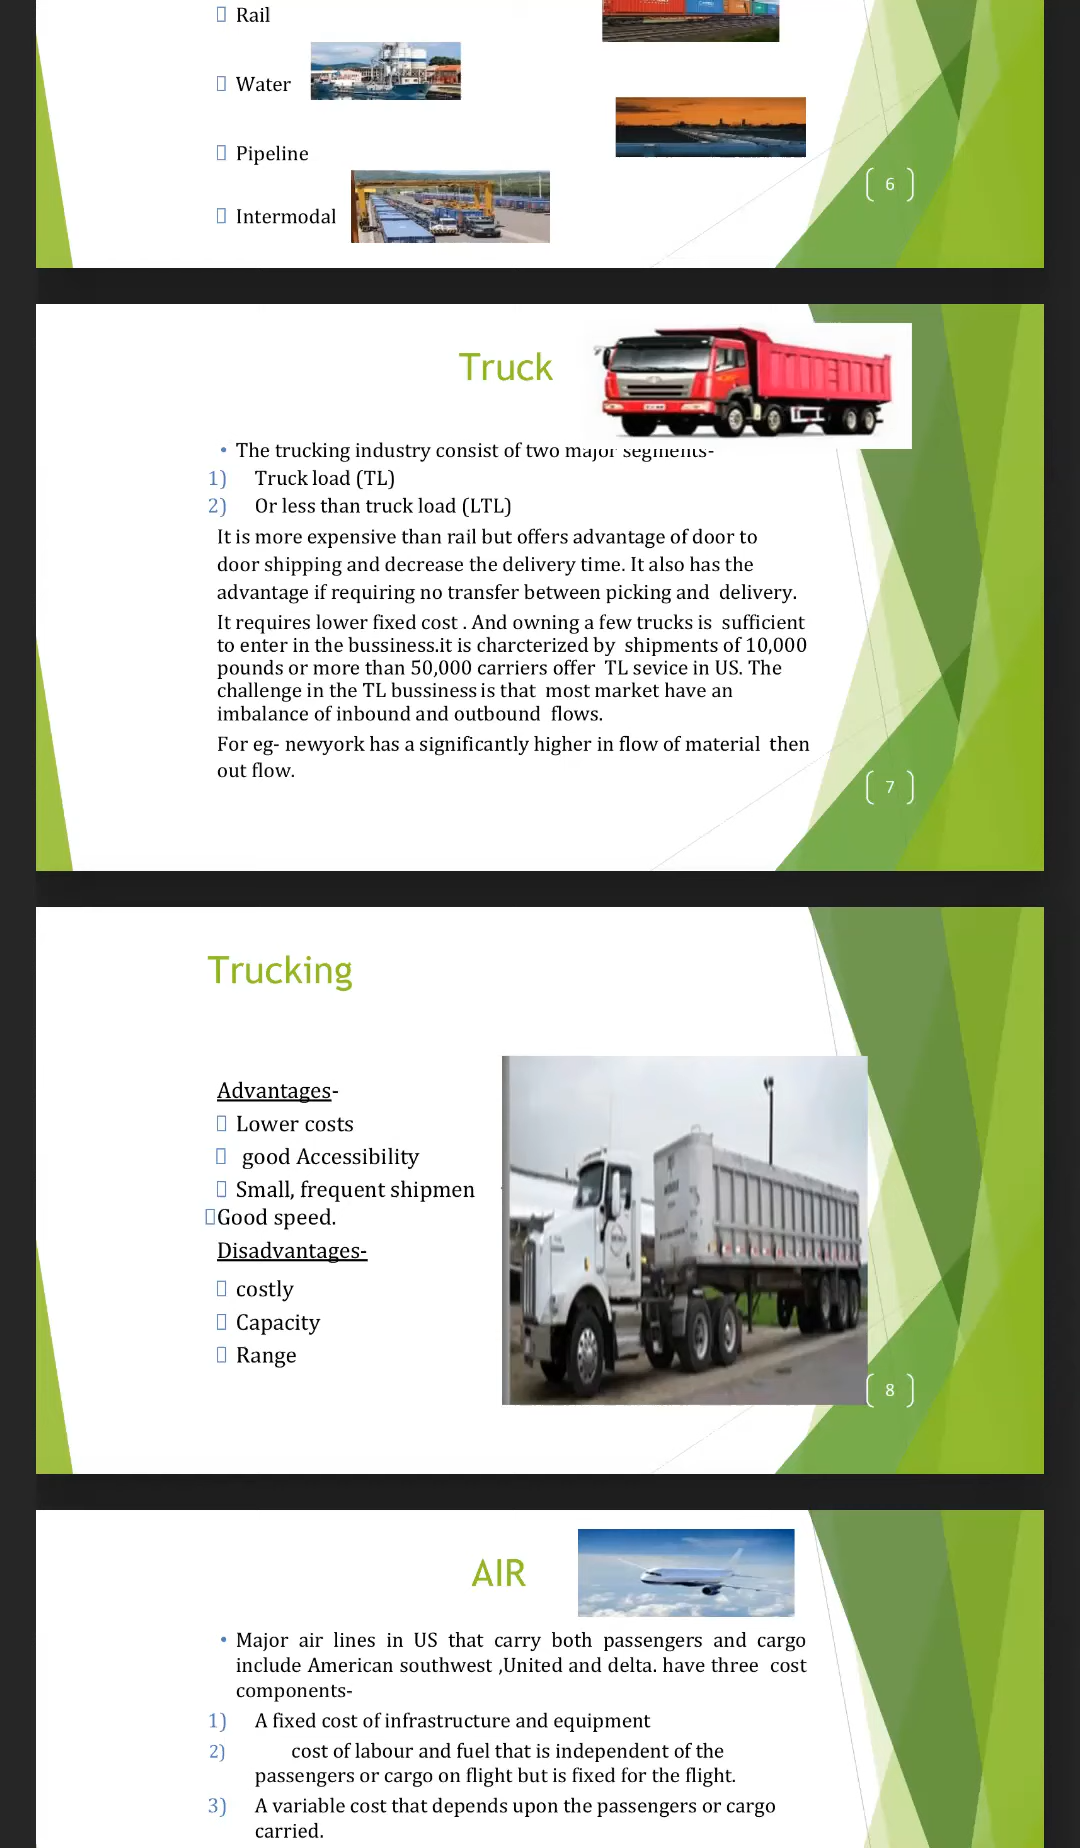 Rail
Water
Pipeline
6
Intermodal
Truck
• The trucking industry consist of two major segments-
1) Truck load (TL)
2) Or less than truck load (LTL)
It is more expensive than rail but offers advantage of door to
door shipping and decrease the delivery time. It also has the
advantage if requiring no transfer between picking and delivery.
It requires lower fixed cost . And owning a few trucks is sufficient
to enter in the bussiness.it is charcterized by shipments of 10,000
pounds or more than 50,000 carriers offer TL sevice in US. The
challenge in the TL bussiness is that most market have an
imbalance of inbound and outbound flows.
For eg- newyork has a significantly higher in flow of material then
out flow.
7
Trucking
Advantages-
Lower costs
good Accessibility
Small, frequent shipmen
Good speed.
Disadvantages-
costly
Capacity
Range
8
AIR
• Major air lines in US that carry both passengers and cargo
include American southwest ,United and delta. have three cost
components-
1) A fixed cost of infrastructure and equipment
2) cost of labour and fuel that is independent of the
passengers or cargo on flight but is fixed for the flight.
3) A variable cost that depends upon the passengers or cargo
carried.